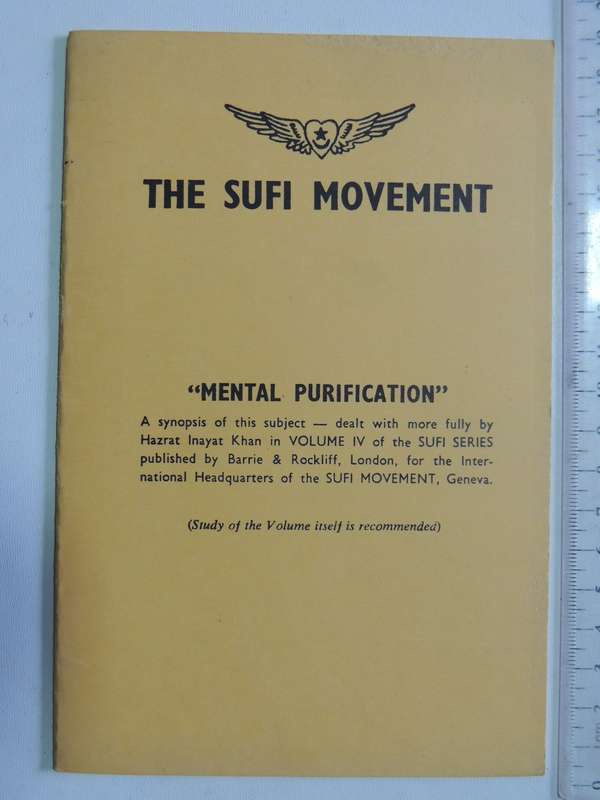 THE SUFI MOVEMENT
“MENTAL PURIFICATION”
A synopsis of this subject — dealt with more fully by
Hazrat Inayat Khan in VOLUME IV of the SUFI SERIES
published by Barrie & Rockliff, London, for the Inter-
national Headquarters of the SUFI MOVEMENT, Geneva.
(Study of the Volume itself is recommended)